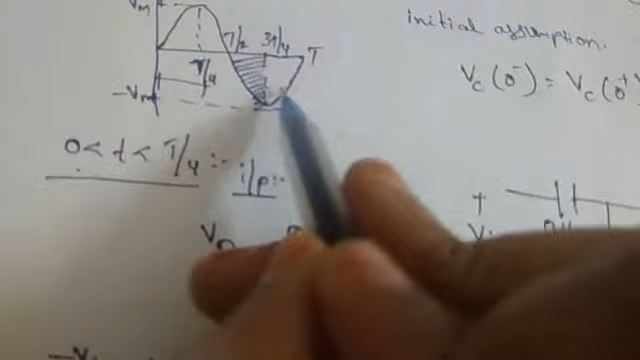 Vm
T/2 3T/4 T
T/4
-Vm
0 < t < T/4 :-
i/p :-
initial assumption:
Vc(0⁻) = Vc(0⁺
+